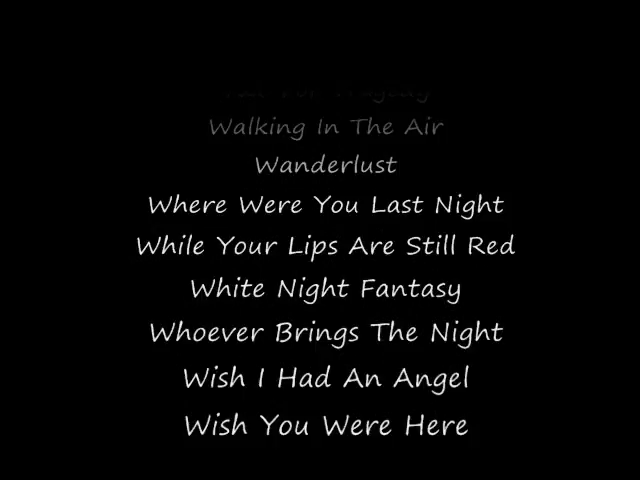 Walking In The Air
Wanderlust
Where Were You Last Night
While Your Lips Are Still Red
White Night Fantasy
Whoever Brings The Night
Wish I Had An Angel
Wish You Were Here